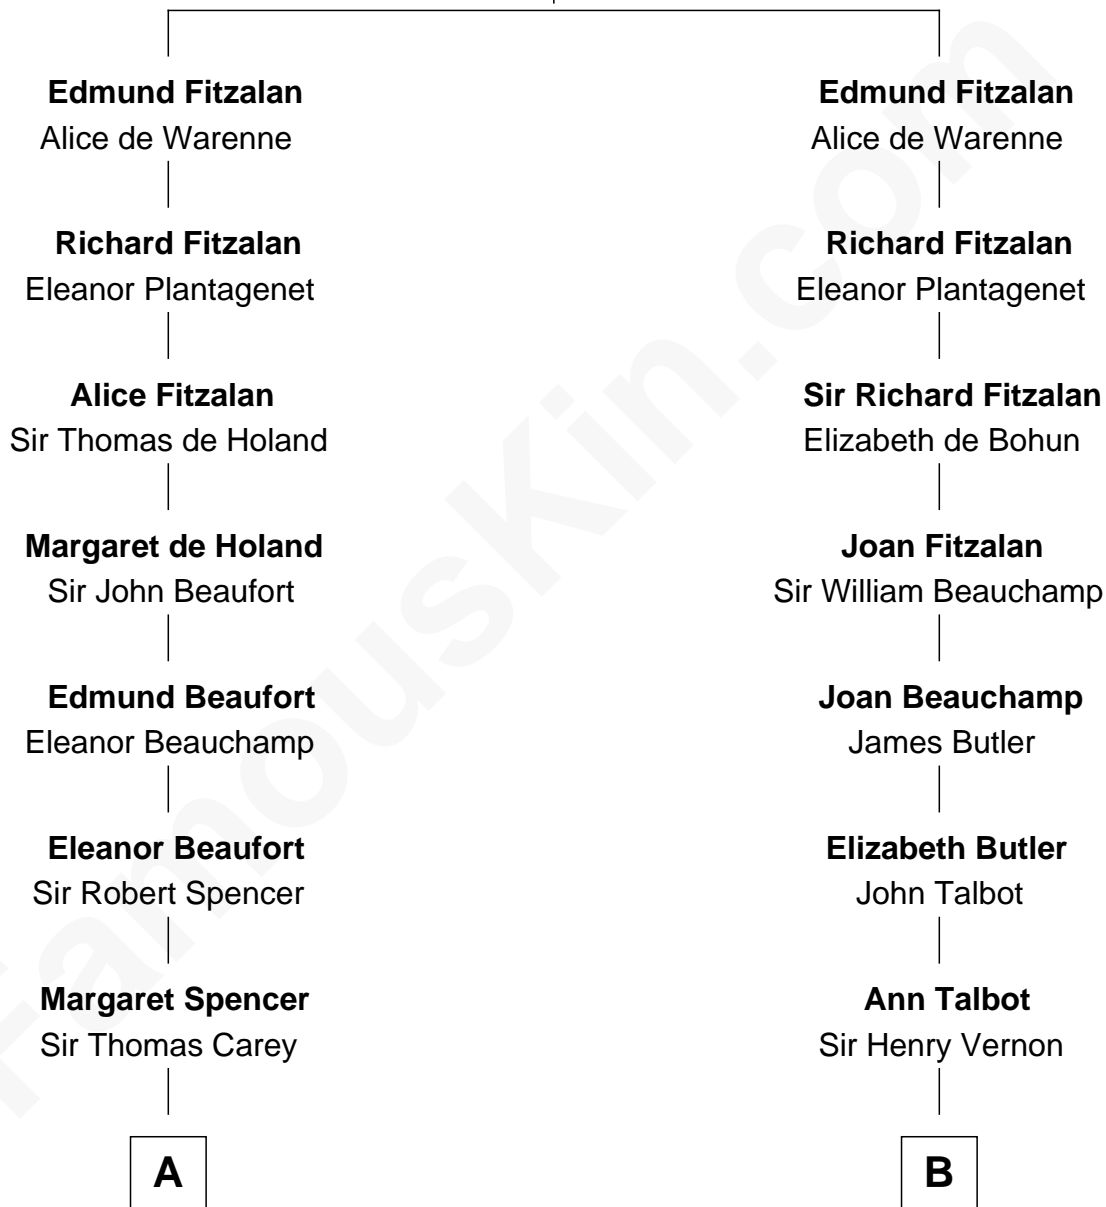 Edmund Fitzalan
Alice de Warenne
Richard Fitzalan
Eleanor Plantagenet
Alice Fitzalan
Sir Thomas de Holand
Margaret de Holand
Sir John Beaufort
Edmund Beaufort
Eleanor Beauchamp
Eleanor Beaufort
Sir Robert Spencer
Margaret Spencer
Sir Thomas Carey
A
Edmund Fitzalan
Alice de Warenne
Richard Fitzalan
Eleanor Plantagenet
Sir Richard Fitzalan
Elizabeth de Bohun
Joan Fitzalan
Sir William Beauchamp
Joan Beauchamp
James Butler
Elizabeth Butler
John Talbot
Ann Talbot
Sir Henry Vernon
B
FamousKin.com